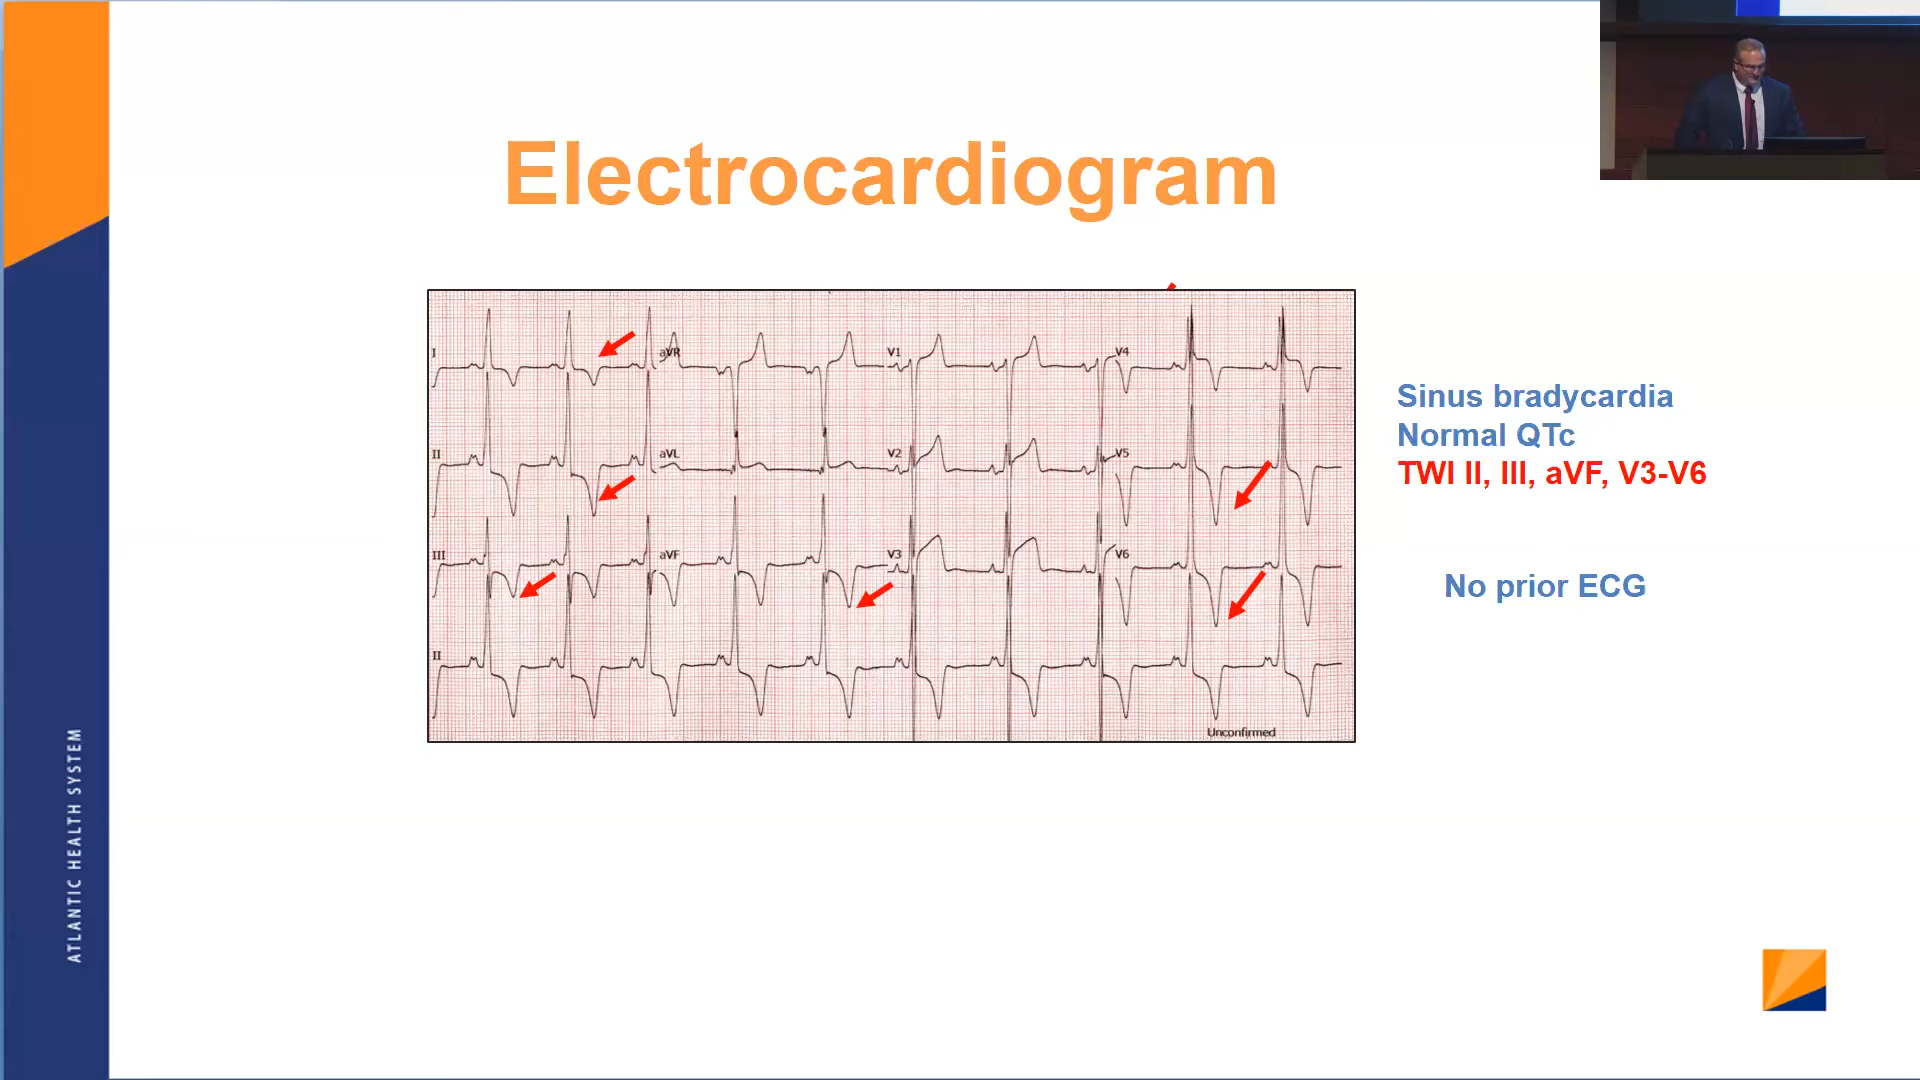 Electrocardiogram
I
aVR
V1
V4
II
aVL
V2
V5
III
aVF
V3
V6
II
Unconfirmed
Sinus bradycardia
Normal QTc
TWI II, III, aVF, V3-V6
No prior ECG
ATLANTIC HEALTH SYSTEM